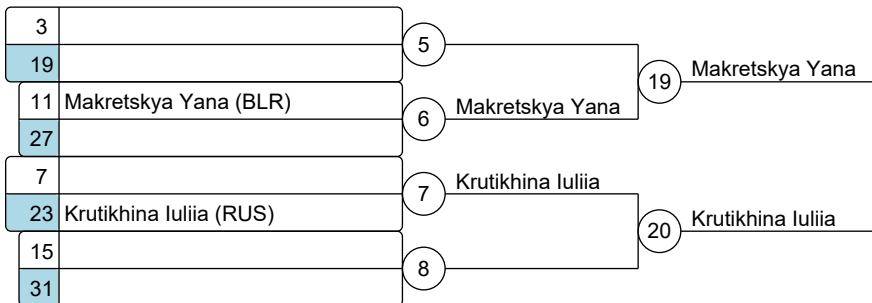 3
5
19
19 Makretskya Yana
11 Makretskya Yana (BLR)
6 Makretskya Yana
27
7
7 Krutikhina Iuliia
23 Krutikhina Iuliia (RUS)
20 Krutikhina Iuliia
15
8
31